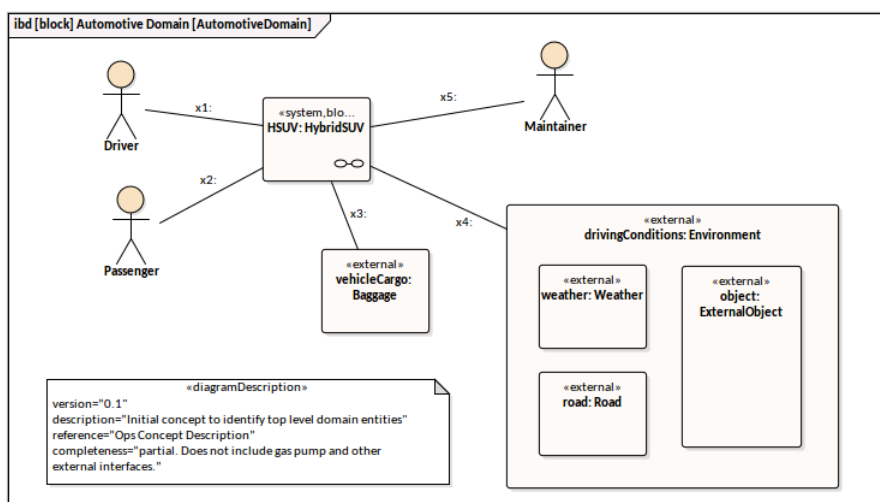 ibd [block] Automotive Domain [AutomotiveDomain]
Driver
x1:
«system,blo...
HSUV: HybridSUV
x5:
Maintainer
x2:
Passenger
x3:
x4:
«external»
vehicleCargo:
Baggage
«external»
drivingConditions: Environment
«external»
weather: Weather
«external»
object:
ExternalObject
«external»
road: Road
«diagramDescription»
version="0.1"
description="Initial concept to identify top level domain entities"
reference="Ops Concept Description"
completeness="partial. Does not include gas pump and other
external interfaces."